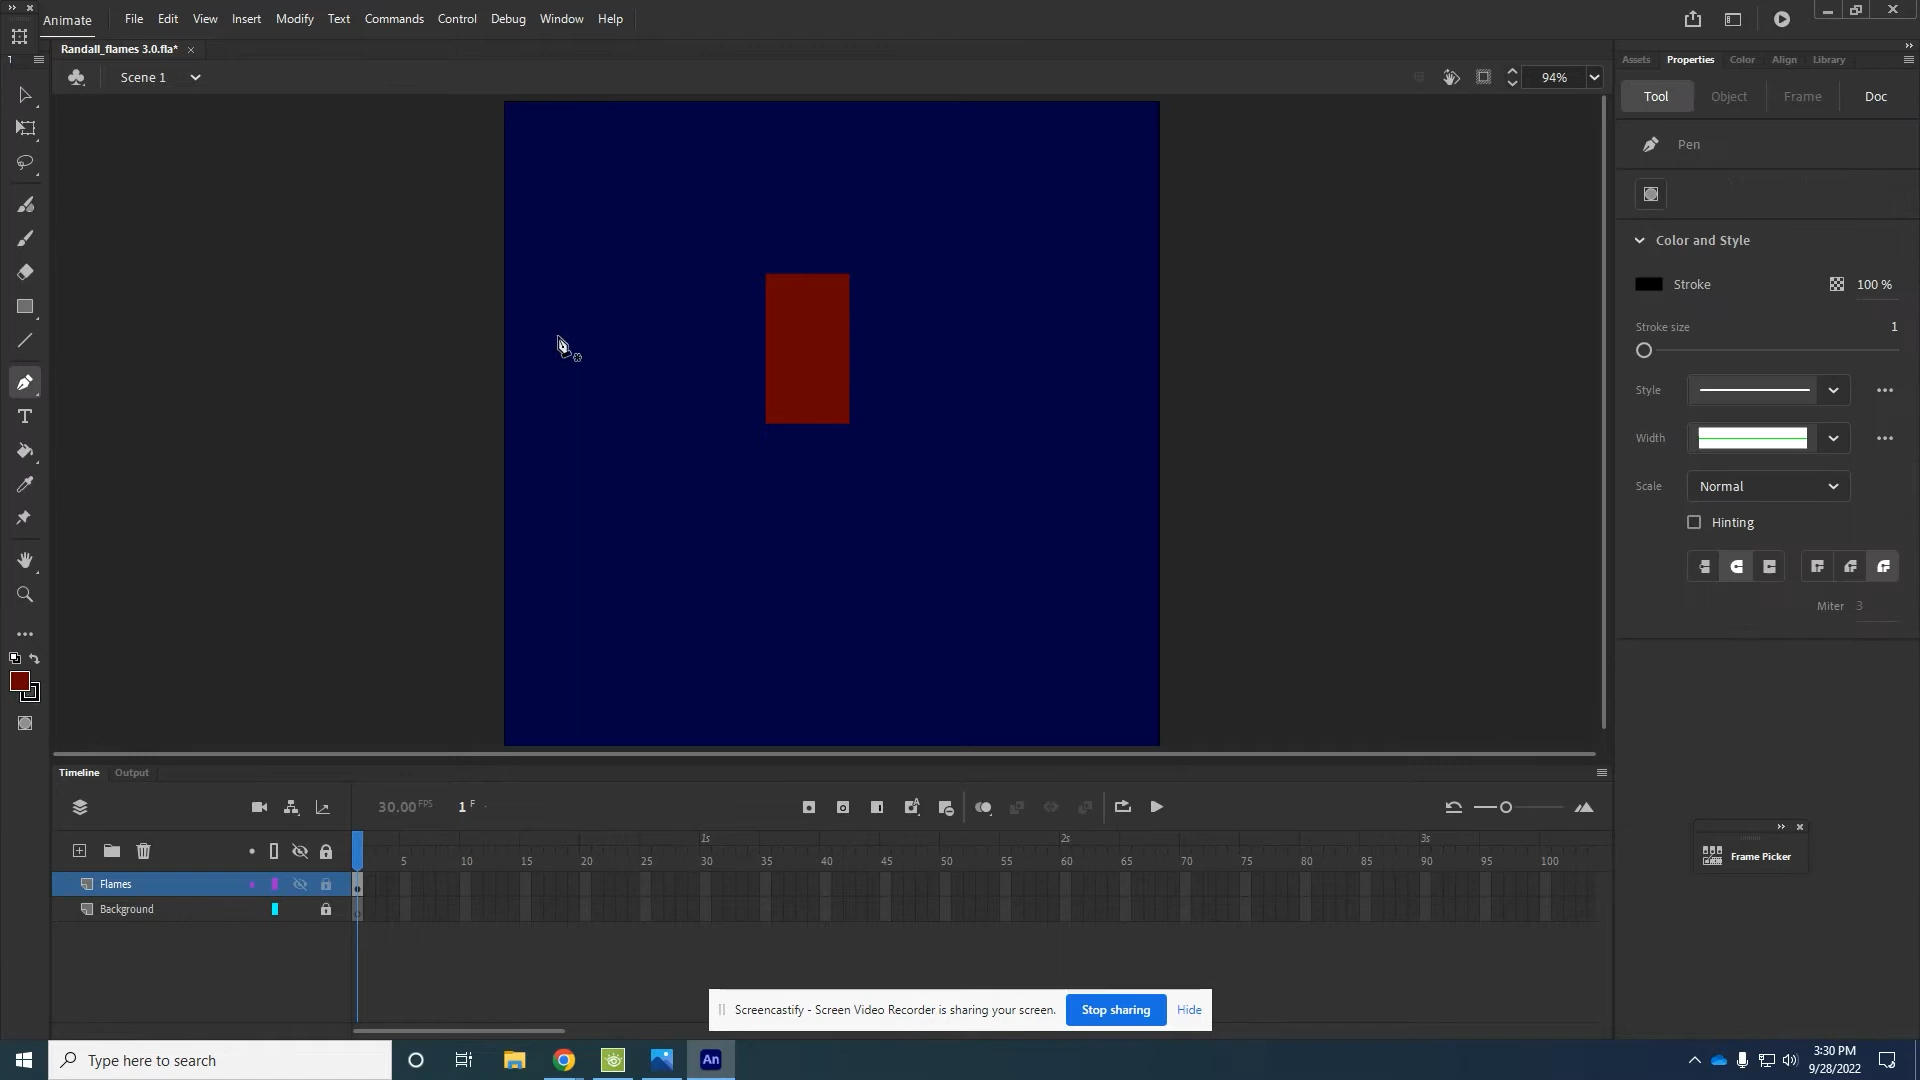 Animate File Edit View Insert Modify Text Commands Control Debug Window Help
Randall_flames 3.0.fla*
Scene 1 94%
Assets Properties Color Align Library
Tool Object Frame Doc
Pen
Color and Style
Stroke 100 %
Stroke size 1
Style
Width
Scale Normal
Hinting
Miter 3
T
Timeline Output
30.00 FPS 1 F
1s 2s 3s
5 10 15 20 25 30 35 40 45 50 55 60 65 70 75 80 85 90 95 100
Flames
Background
Frame Picker
Screencastify - Screen Video Recorder is sharing your screen. Stop sharing Hide
Type here to search
An
3:30 PM
9/28/2022